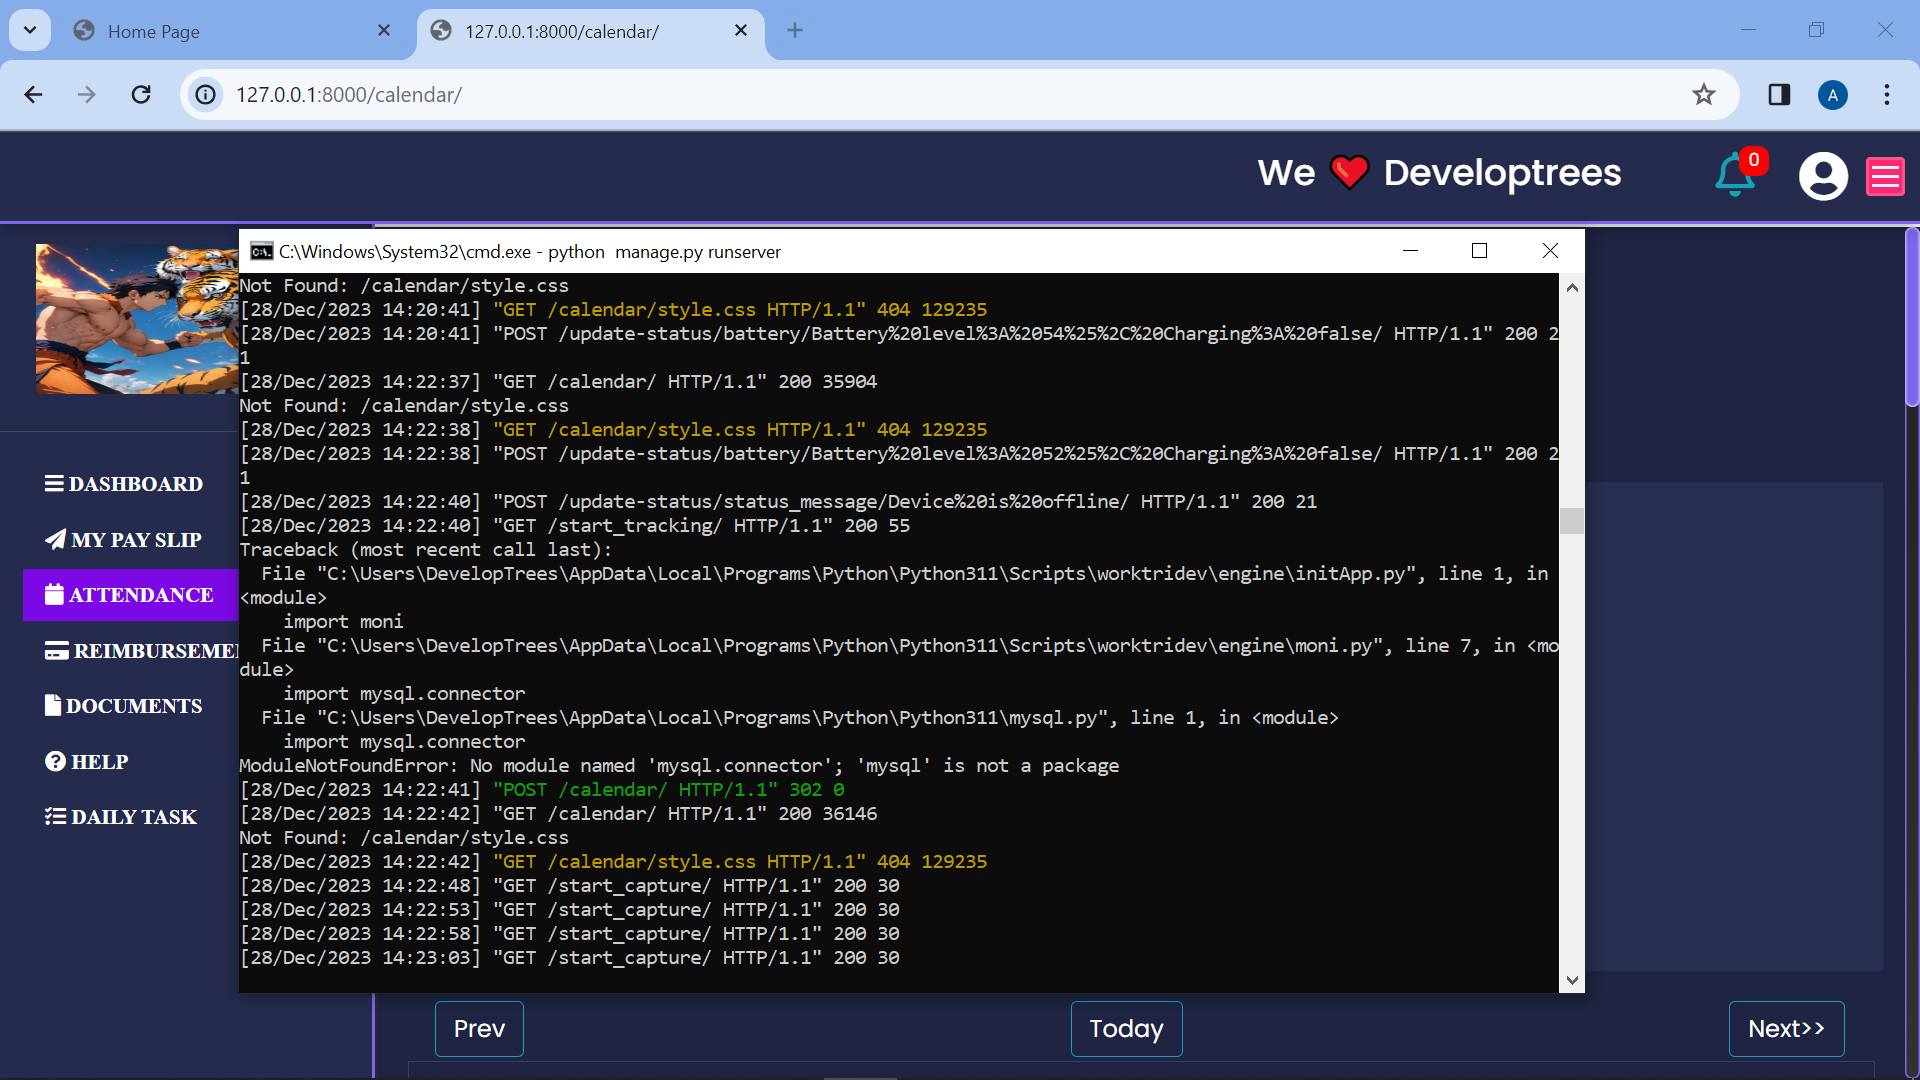 Home Page
127.0.0.1:8000/calendar/
127.0.0.1:8000/calendar/
A
We ❤️ Developtrees
0
C:\Windows\System32\cmd.exe - python  manage.py runserver
Not Found: /calendar/style.css
[28/Dec/2023 14:20:41] "GET /calendar/style.css HTTP/1.1" 404 129235
[28/Dec/2023 14:20:41] "POST /update-status/battery/Battery%20level%3A%2054%25%2C%20Charging%3A%20false/ HTTP/1.1" 200 2
1
[28/Dec/2023 14:22:37] "GET /calendar/ HTTP/1.1" 200 35904
Not Found: /calendar/style.css
[28/Dec/2023 14:22:38] "GET /calendar/style.css HTTP/1.1" 404 129235
[28/Dec/2023 14:22:38] "POST /update-status/battery/Battery%20level%3A%2052%25%2C%20Charging%3A%20false/ HTTP/1.1" 200 2
1
[28/Dec/2023 14:22:40] "POST /update-status/status_message/Device%20is%20offline/ HTTP/1.1" 200 21
[28/Dec/2023 14:22:40] "GET /start_tracking/ HTTP/1.1" 200 55
Traceback (most recent call last):
  File "C:\Users\DevelopTrees\AppData\Local\Programs\Python\Python311\Scripts\worktridev\engine\initApp.py", line 1, in
<module>
    import moni
  File "C:\Users\DevelopTrees\AppData\Local\Programs\Python\Python311\Scripts\worktridev\engine\moni.py", line 7, in <mo
dule>
    import mysql.connector
  File "C:\Users\DevelopTrees\AppData\Local\Programs\Python\Python311\mysql.py", line 1, in <module>
    import mysql.connector
ModuleNotFoundError: No module named 'mysql.connector'; 'mysql' is not a package
[28/Dec/2023 14:22:41] "POST /calendar/ HTTP/1.1" 302 0
[28/Dec/2023 14:22:42] "GET /calendar/ HTTP/1.1" 200 36146
Not Found: /calendar/style.css
[28/Dec/2023 14:22:42] "GET /calendar/style.css HTTP/1.1" 404 129235
[28/Dec/2023 14:22:48] "GET /start_capture/ HTTP/1.1" 200 30
[28/Dec/2023 14:22:53] "GET /start_capture/ HTTP/1.1" 200 30
[28/Dec/2023 14:22:58] "GET /start_capture/ HTTP/1.1" 200 30
[28/Dec/2023 14:23:03] "GET /start_capture/ HTTP/1.1" 200 30
DASHBOARD
MY PAY SLIP
ATTENDANCE
REIMBURSEME
DOCUMENTS
HELP
DAILY TASK
Prev
Today
Next>>